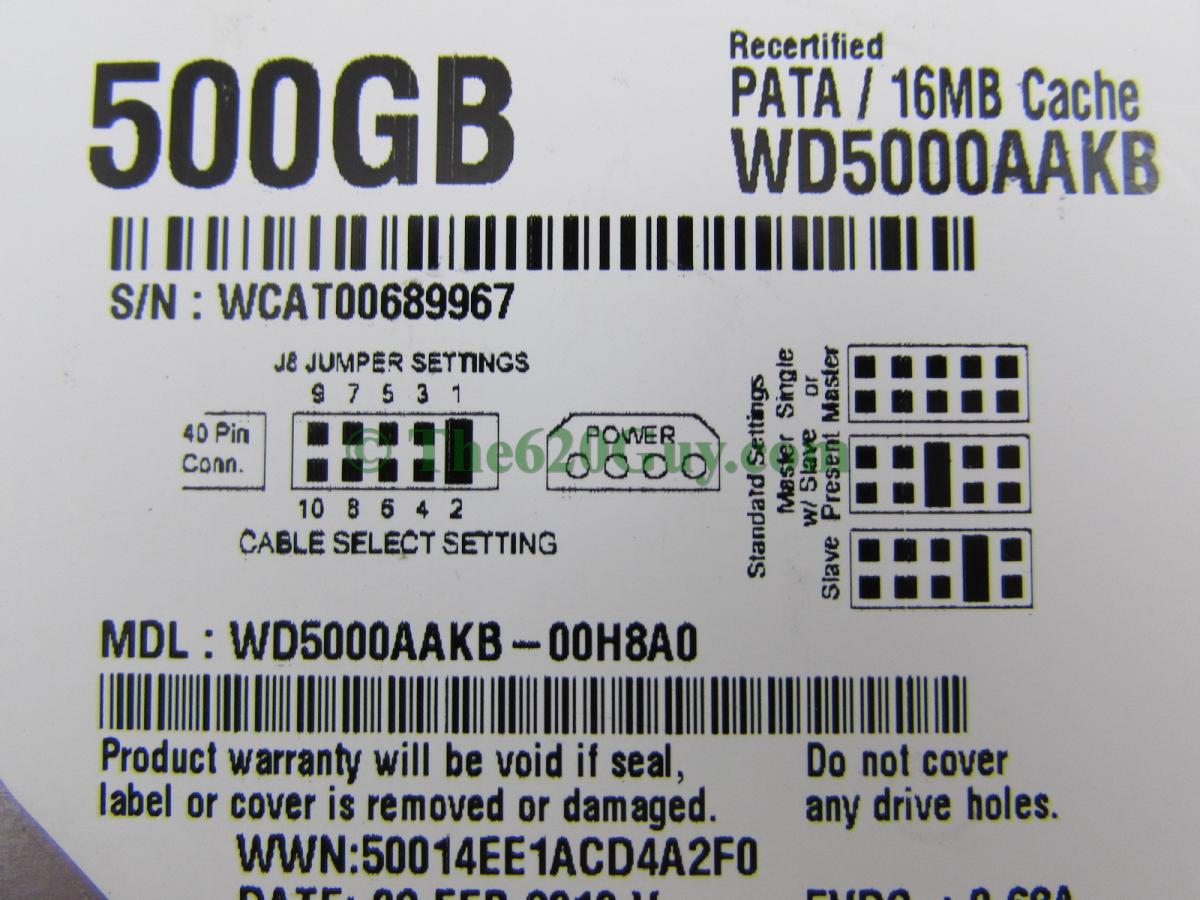 500GB
Recertified
PATA / 16MB Cache
WD5000AAKB
S/N : WCAT00689967
J8 JUMPER SETTINGS
9 7 5 3 1
40 Pin
Conn.
10 8 6 4 2
CABLE SELECT SETTING
POWER
© The620Guy.com
Standatd Settings
Single
or
Master
Master
w/ Slave
Present
Slave
MDL : WD5000AAKB-00H8A0
Product warranty will be void if seal,
label or cover is removed or damaged.
Do not cover
any drive holes.
WWN:50014EE1ACD4A2F0